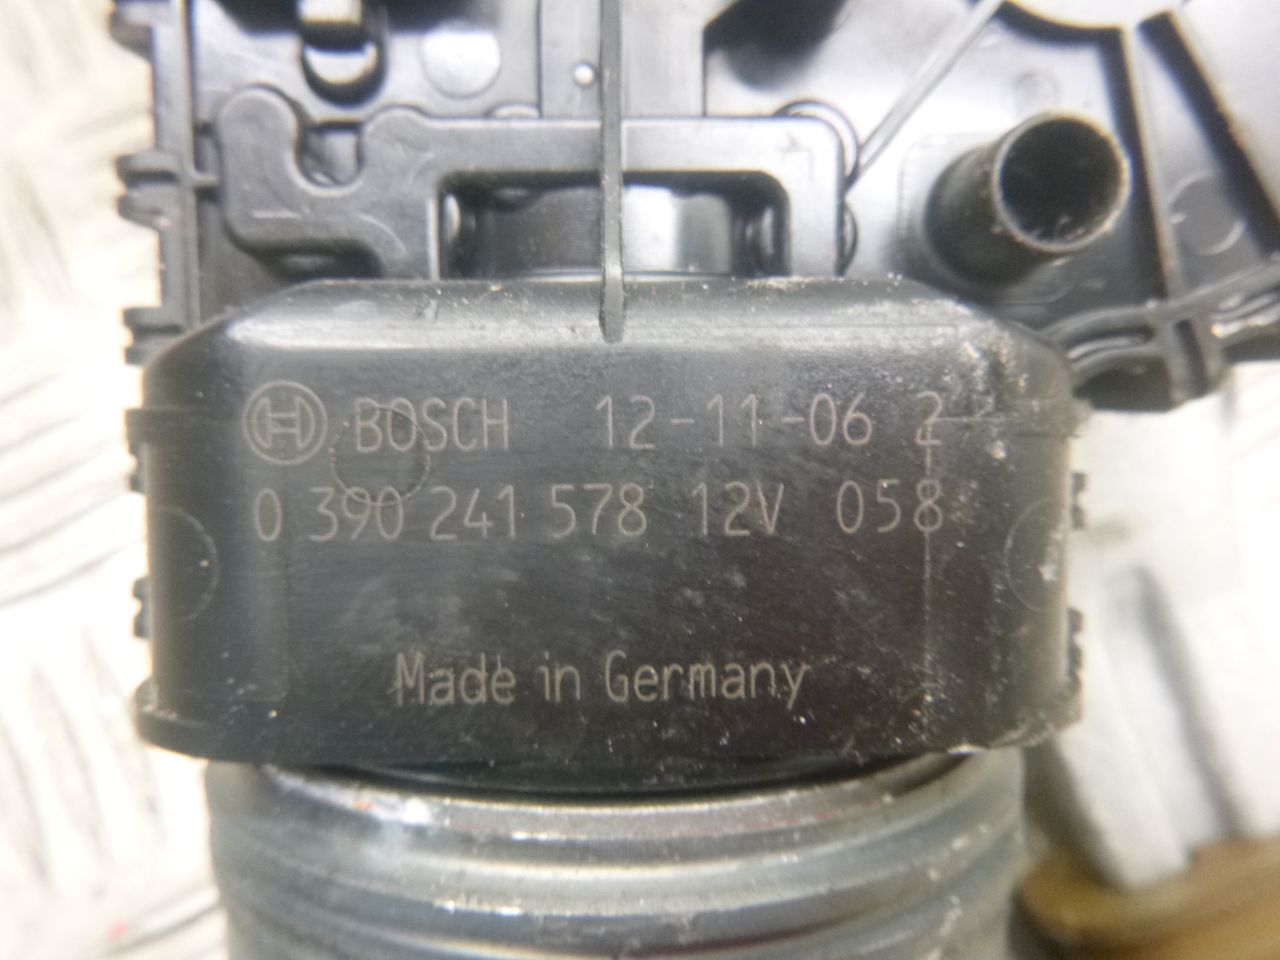 BOSCH 12-11-06 2
0 390 241 578 12V 058
Made in Germany